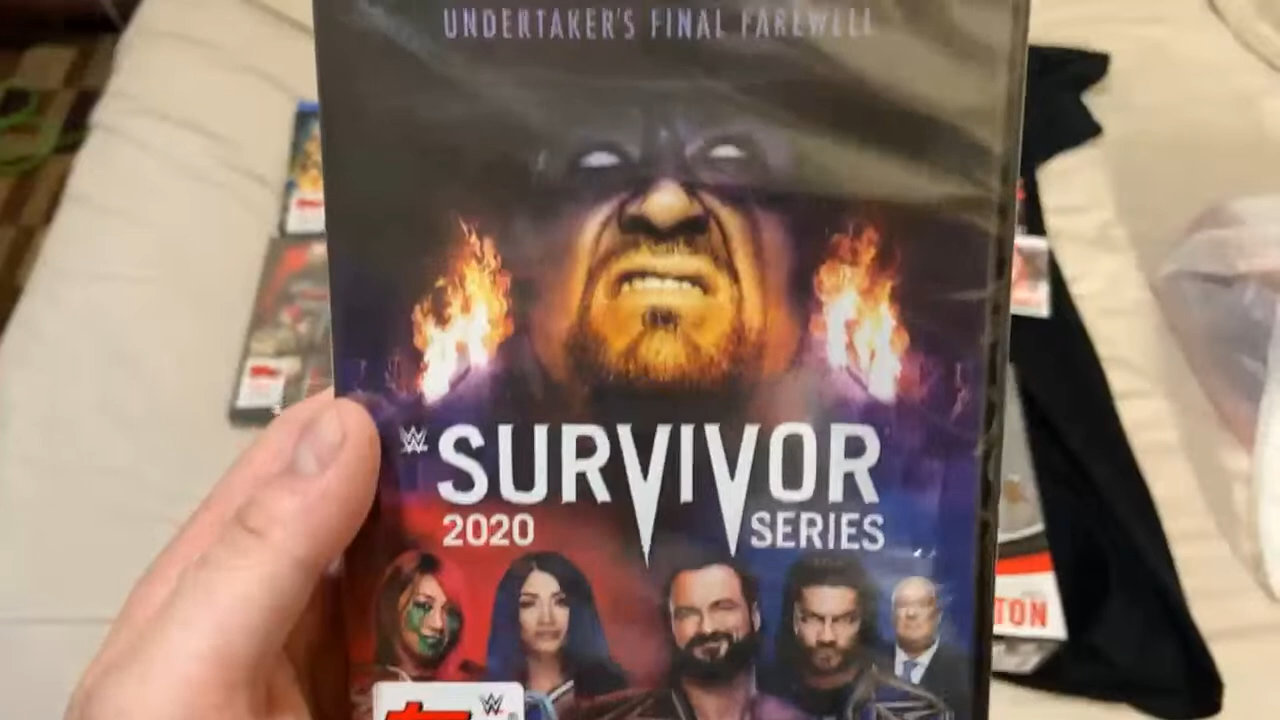 UNDERTAKER'S FINAL FAREWELL
W SURVIVOR
2020 SERIES
TON
W